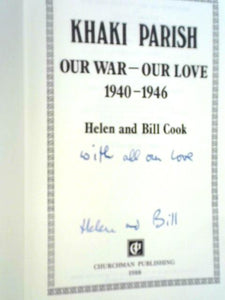 KHAKI PARISH
OUR WAR—OUR LOVE
1940–1946
Helen and Bill Cook
with all our love
Helen and Bill
CHURCHMAN PUBLISHING
1988